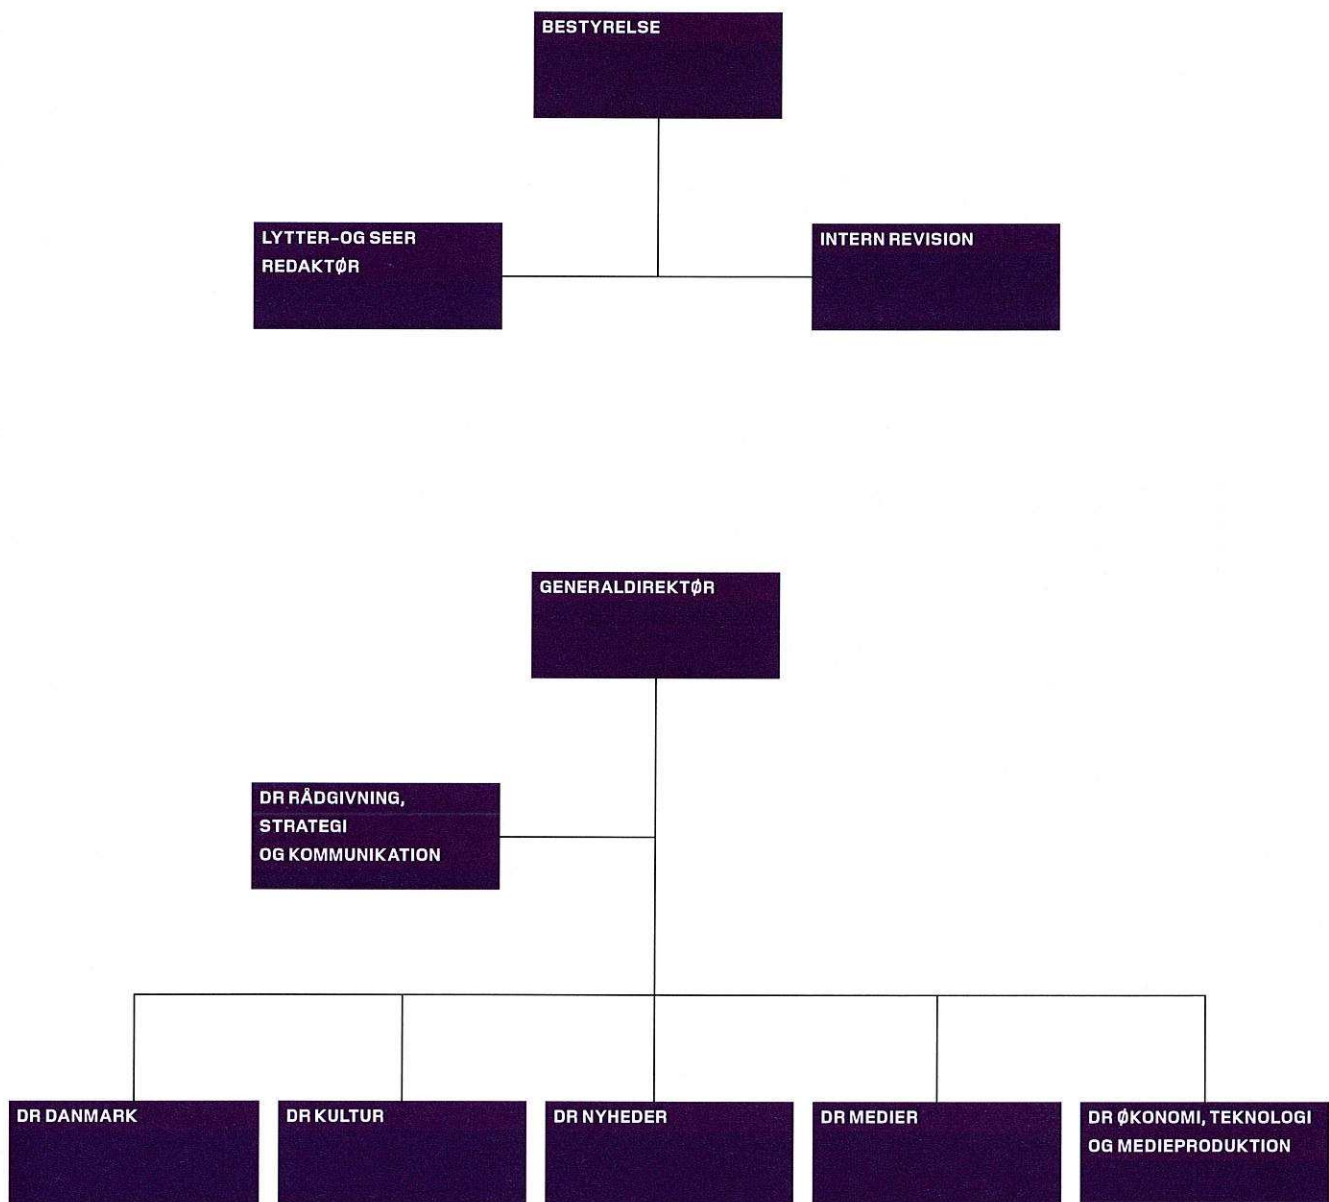 BESTYRELSE
LYTTER-OG SEER
REDAKTØR
INTERN REVISION
GENERALDIREKTØR
DR RÅDGIVNING,
STRATEGI
OG KOMMUNIKATION
DR DANMARK
DR KULTUR
DR NYHEDER
DR MEDIER
DR ØKONOMI, TEKNOLOGI
OG MEDIEPRODUKTION